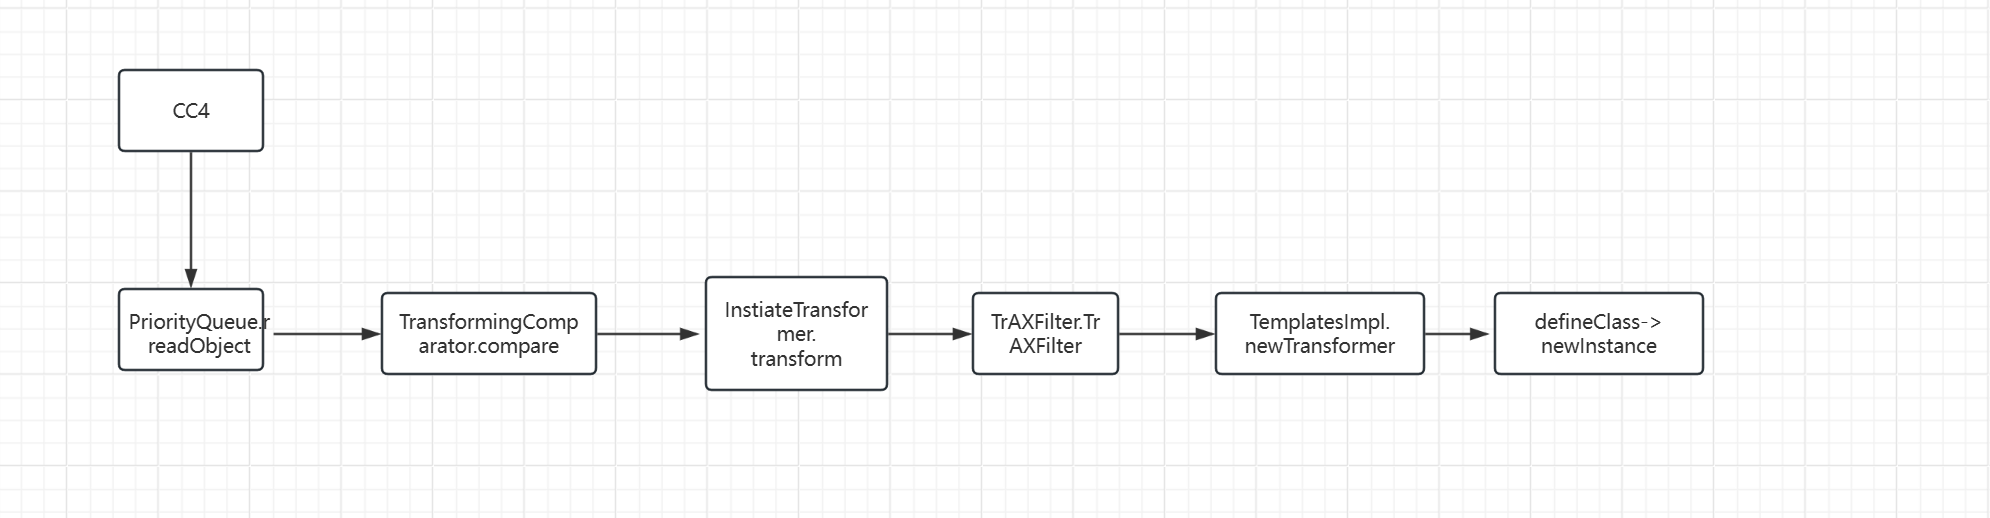 CC4
PriorityQueue.r
readObject
TransformingComp
arator.compare
InstiateTransfor
mer.
transform
TrAXFilter.Tr
AXFilter
TemplatesImpl.
newTransformer
defineClass->
newInstance